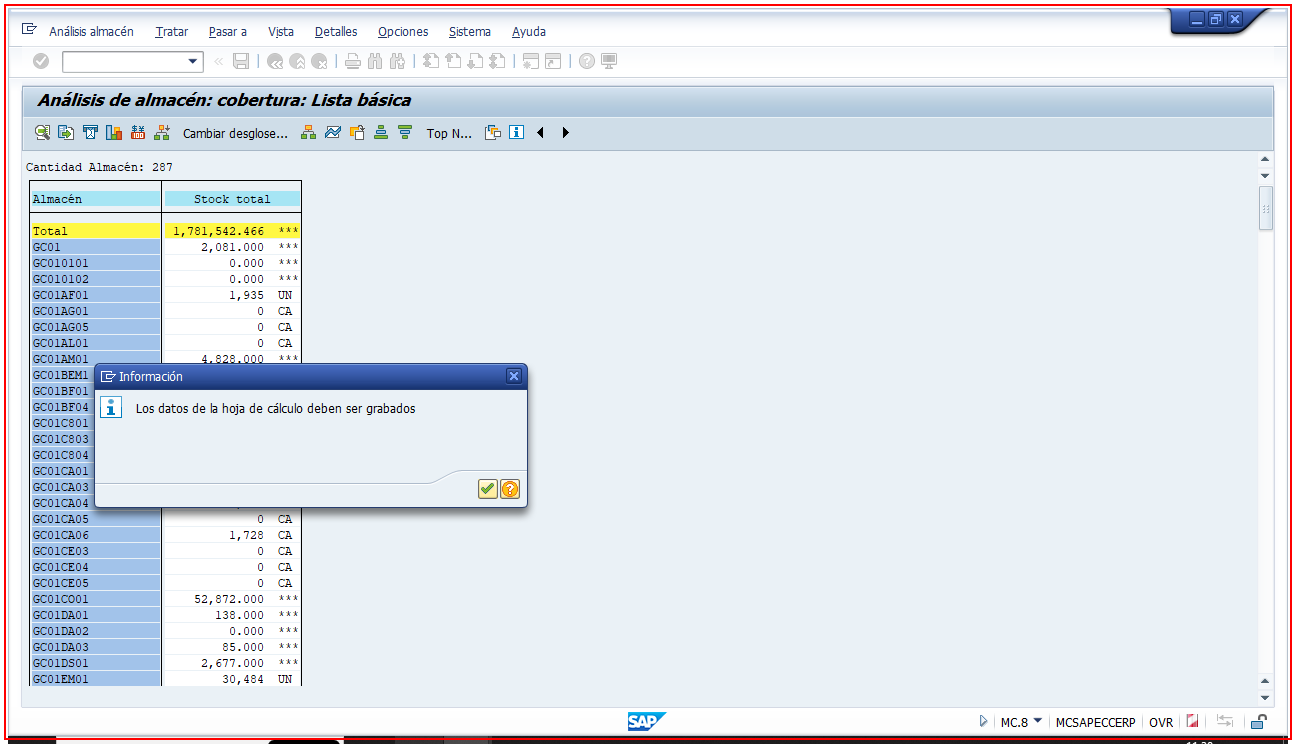 Análisis almacén Tratar Pasar a Vista Detalles Opciones Sistema Ayuda
Análisis de almacén: cobertura: Lista básica
Cambiar desglose... Top N...
Cantidad Almacén: 287
Almacén Stock total
Total 1,781,542.466 ***
GC01 2,081.000 ***
GC010101 0.000 ***
GC010102 0.000 ***
GC01AF01 1,935 UN
GC01AG01 0 CA
GC01AG05 0 CA
GC01AL01 0 CA
GC01AM01 4,828.000 ***
GC01BEM1
GC01BF01
GC01BF04
GC01C801
GC01C803
GC01C804
GC01CA01
GC01CA03
GC01CA04
Información
Los datos de la hoja de cálculo deben ser grabados
GC01CA05 0 CA
GC01CA06 1,728 CA
GC01CE03 0 CA
GC01CE04 0 CA
GC01CE05 0 CA
GC01CO01 52,872.000 ***
GC01DA01 138.000 ***
GC01DA02 0.000 ***
GC01DA03 85.000 ***
GC01DS01 2,677.000 ***
GC01EM01 30,484 UN
SAP MC.8 MCSAPECCERP OVR